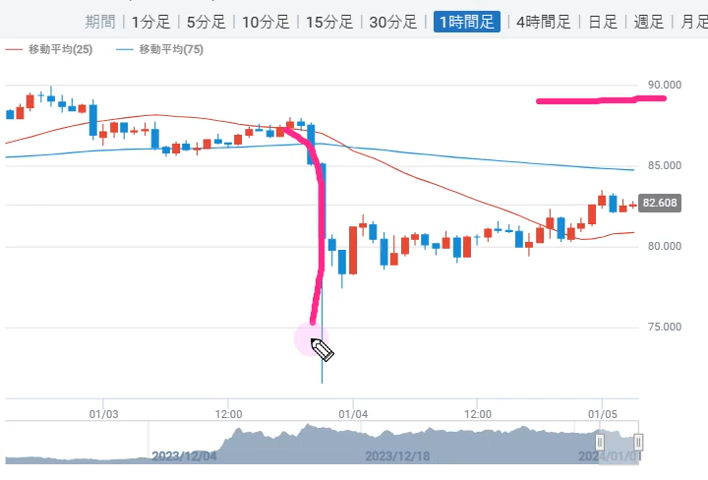 期間 | 1分足 | 5分足 | 10分足 | 15分足 | 30分足 | 1時間足 | 4時間足 | 日足 | 週足 | 月足
移動平均(25) 移動平均(75)
90.000
85.000
82.608
80.000
75.000
01/03 12:00 01/04 12:00 01/05
2023/12/04 2023/12/18 2024/01/01